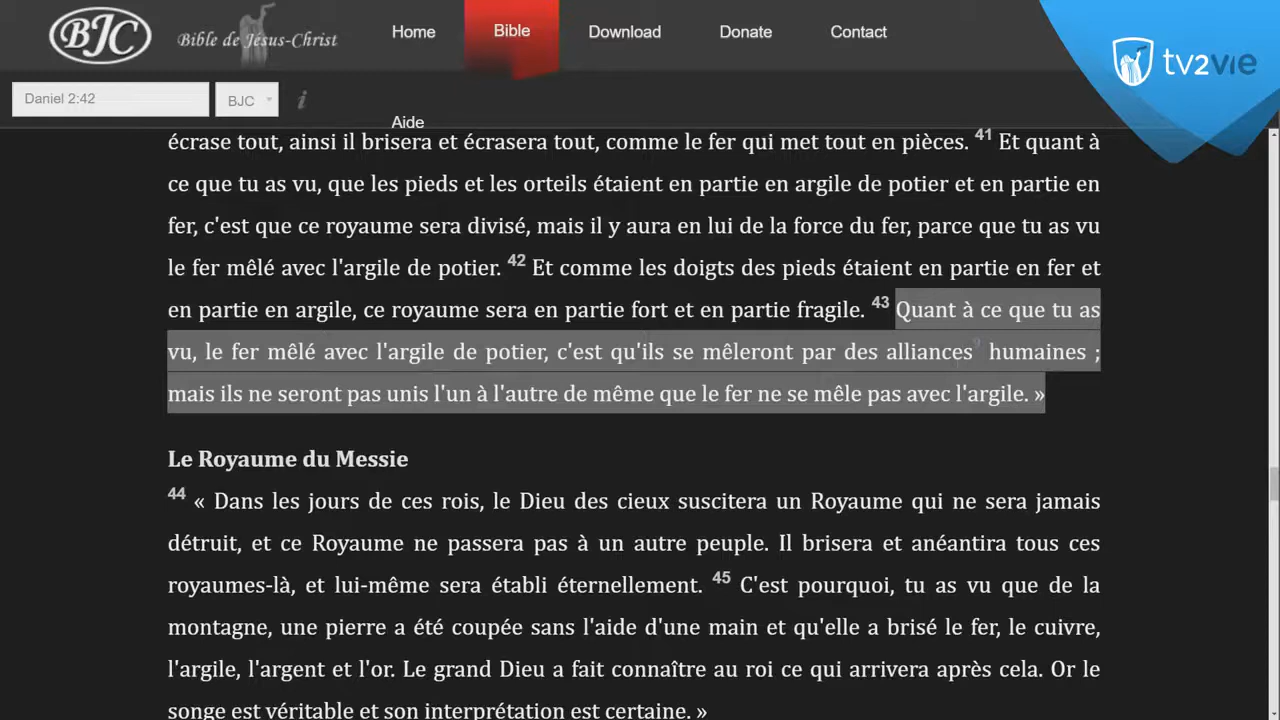 BJC Bible de Jésus-Christ Home Bible Download Donate Contact
tv2vie
Daniel 2:42 BJC i
Aide
écrase tout, ainsi il brisera et écrasera tout, comme le fer qui met tout en pièces. 41 Et quant à
ce que tu as vu, que les pieds et les orteils étaient en partie en argile de potier et en partie en
fer, c'est que ce royaume sera divisé, mais il y aura en lui de la force du fer, parce que tu as vu
le fer mêlé avec l'argile de potier. 42 Et comme les doigts des pieds étaient en partie en fer et
en partie en argile, ce royaume sera en partie fort et en partie fragile. 43 Quant à ce que tu as
vu, le fer mêlé avec l'argile de potier, c'est qu'ils se mêleront par des alliances humaines ;
mais ils ne seront pas unis l'un à l'autre de même que le fer ne se mêle pas avec l'argile. »
Le Royaume du Messie
44 « Dans les jours de ces rois, le Dieu des cieux suscitera un Royaume qui ne sera jamais
détruit, et ce Royaume ne passera pas à un autre peuple. Il brisera et anéantira tous ces
royaumes-là, et lui-même sera établi éternellement. 45 C'est pourquoi, tu as vu que de la
montagne, une pierre a été coupée sans l'aide d'une main et qu'elle a brisé le fer, le cuivre,
l'argile, l'argent et l'or. Le grand Dieu a fait connaître au roi ce qui arrivera après cela. Or le
songe est véritable et son interprétation est certaine. »